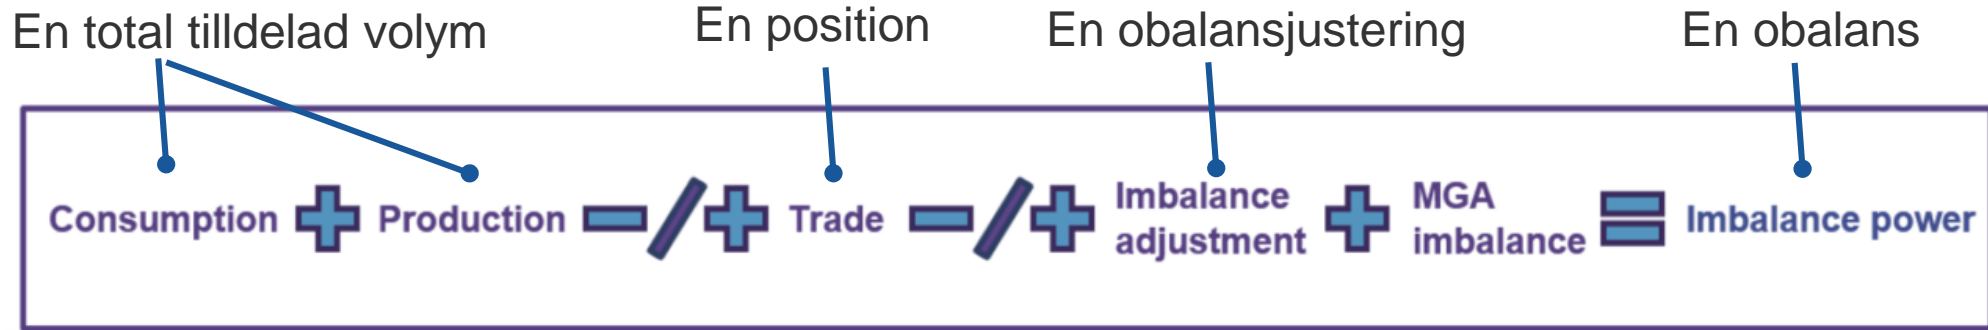 En total tilldelad volym
En position
En obalansjustering
En obalans
Consumption + Production -/+ Trade -/+ Imbalance adjustment + MGA imbalance = Imbalance power